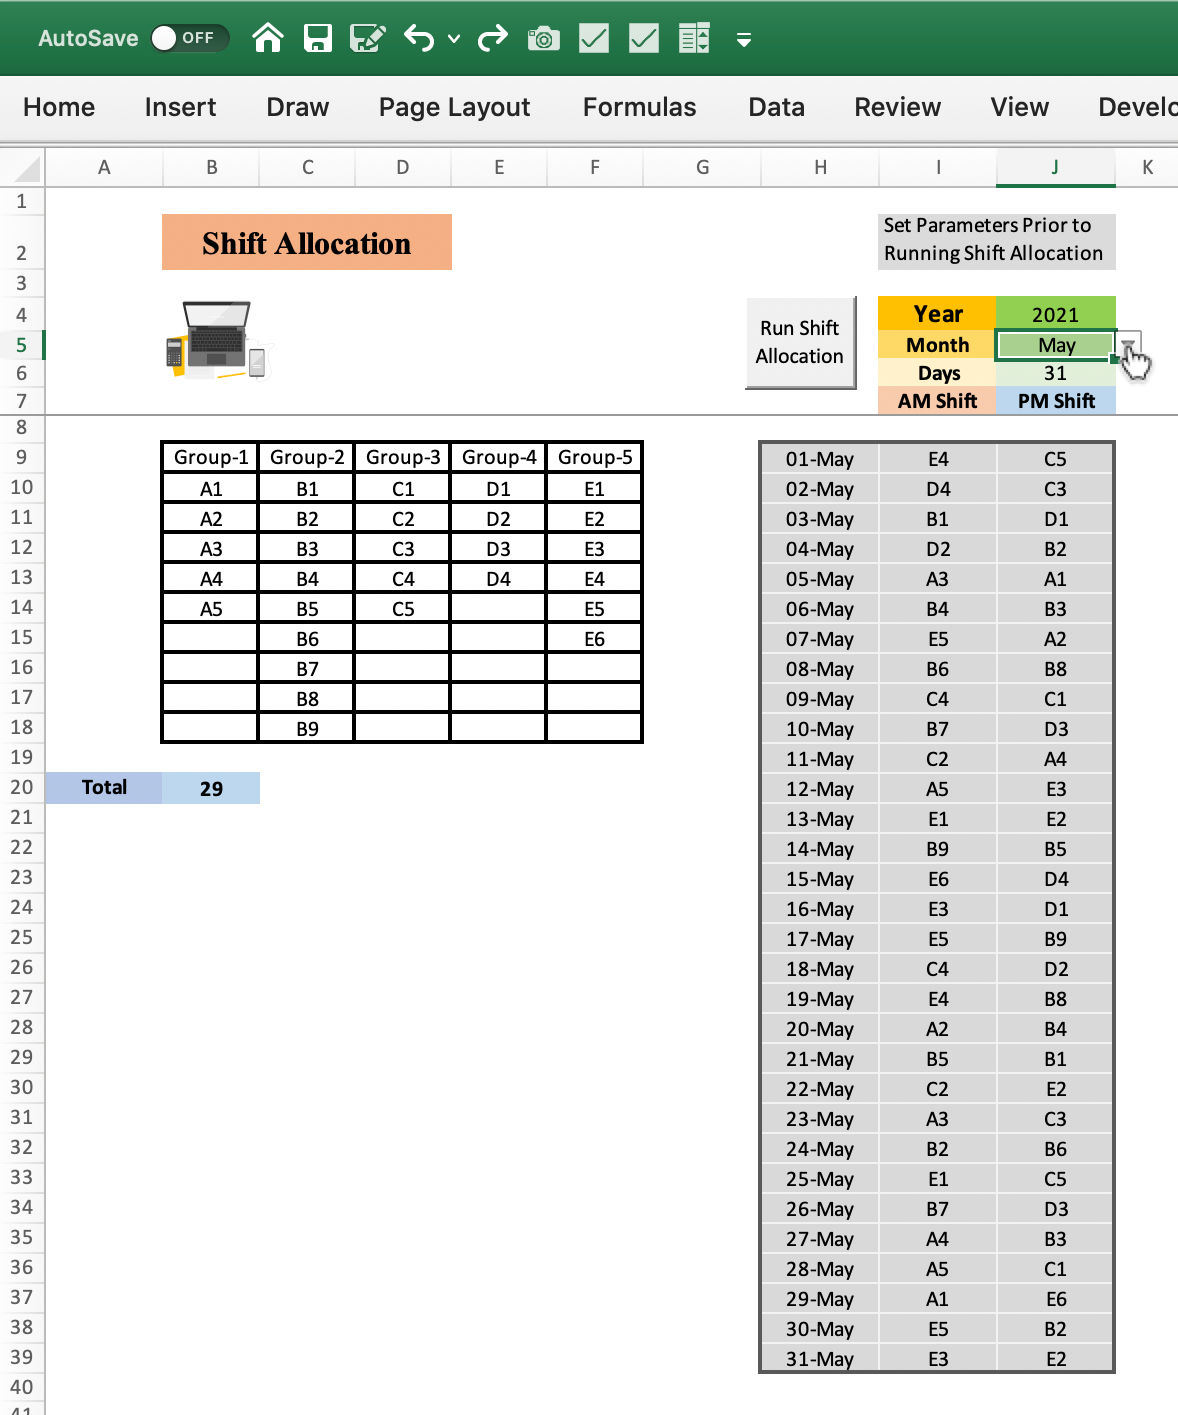 AutoSave OFF
Home Insert Draw Page Layout Formulas Data Review View Develo
A B C D E F G H I J K
1
2 Shift Allocation Set Parameters Prior to
Running Shift Allocation
3
4 Year 2021
Run Shift
Allocation
5 Month May
6 Days 31
7 AM Shift PM Shift
8
9 Group-1 Group-2 Group-3 Group-4 Group-5 01-May E4 C5
10 A1 B1 C1 D1 E1 02-May D4 C3
11 A2 B2 C2 D2 E2 03-May B1 D1
12 A3 B3 C3 D3 E3 04-May D2 B2
13 A4 B4 C4 D4 E4 05-May A3 A1
14 A5 B5 C5 E5 06-May B4 B3
15 B6 E6 07-May E5 A2
16 B7 08-May B6 B8
17 B8 09-May C4 C1
18 B9 10-May B7 D3
19 11-May C2 A4
20 Total 29 12-May A5 E3
21 13-May E1 E2
22 14-May B9 B5
23 15-May E6 D4
24 16-May E3 D1
25 17-May E5 B9
26 18-May C4 D2
27 19-May E4 B8
28 20-May A2 B4
29 21-May B5 B1
30 22-May C2 E2
31 23-May A3 C3
32 24-May B2 B6
33 25-May E1 C5
34 26-May B7 D3
35 27-May A4 B3
36 28-May A5 C1
37 29-May A1 E6
38 30-May E5 B2
39 31-May E3 E2
40
41